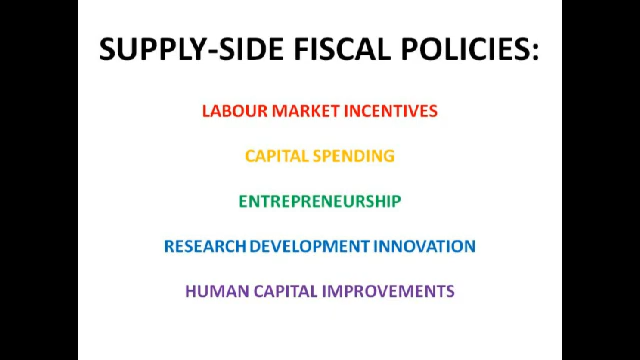 SUPPLY-SIDE FISCAL POLICIES:
LABOUR MARKET INCENTIVES
CAPITAL SPENDING
ENTREPRENEURSHIP
RESEARCH DEVELOPMENT INNOVATION
HUMAN CAPITAL IMPROVEMENTS